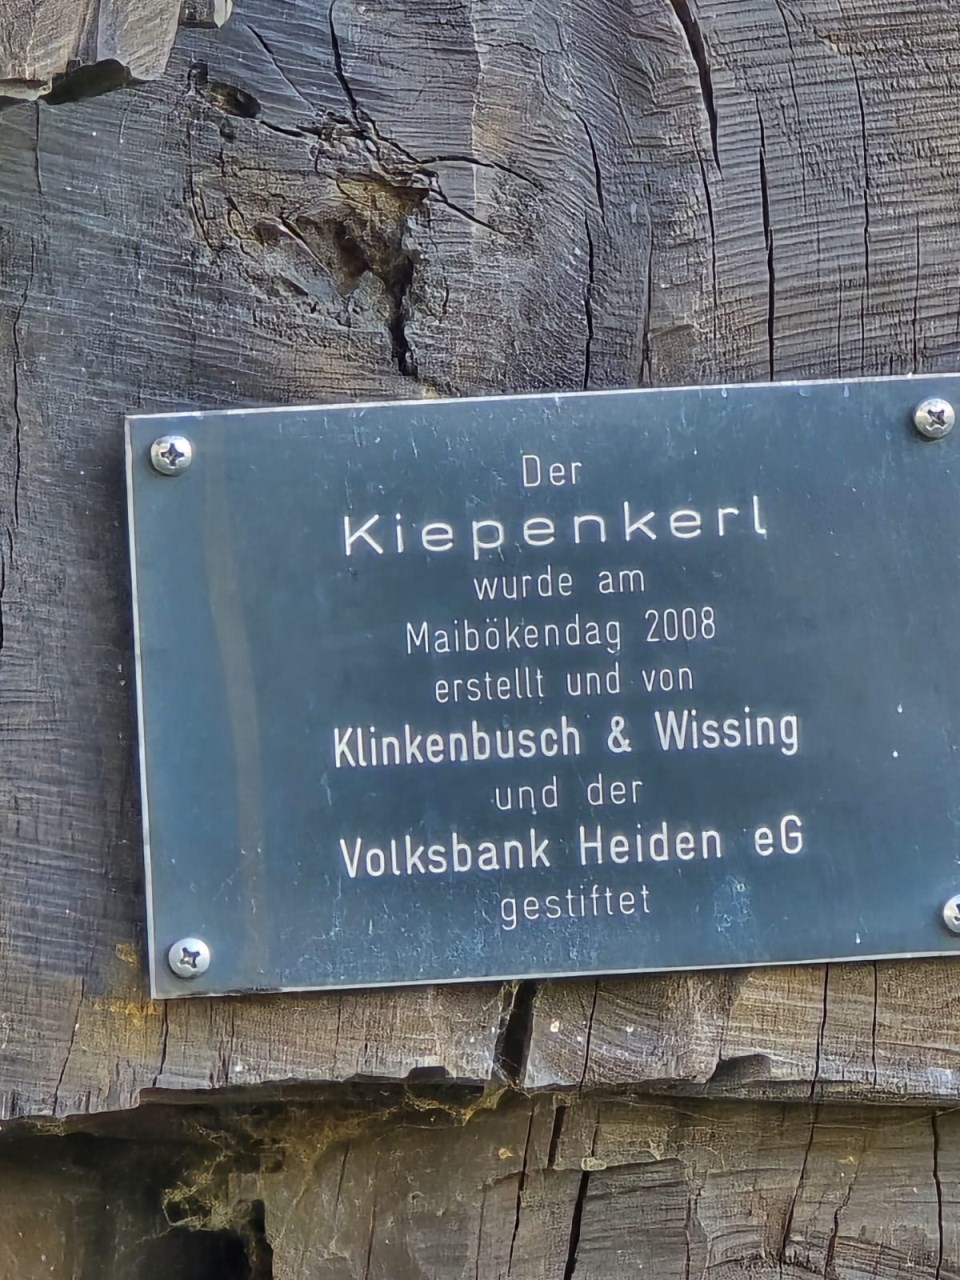 Der
Kiepenkerl
wurde am
Maibökendag 2008
erstellt und von
Klinkenbusch & Wissing
und der
Volksbank Heiden eG
gestiftet